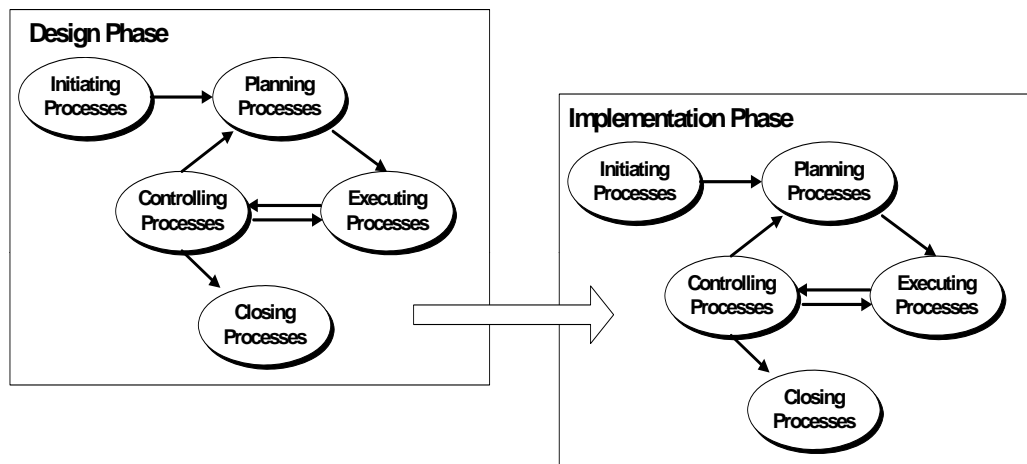 Design Phase
Initiating
Processes
Planning
Processes
Controlling
Processes
Executing
Processes
Closing
Processes
Implementation Phase
Initiating
Processes
Planning
Processes
Controlling
Processes
Executing
Processes
Closing
Processes